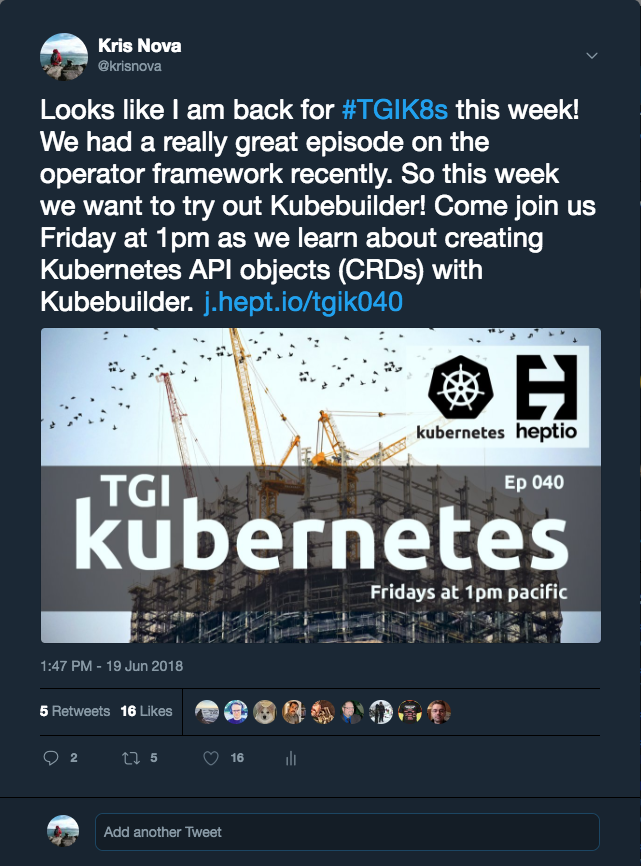 Kris Nova
@krisnova
Looks like I am back for #TGIK8s this week!
We had a really great episode on the
operator framework recently. So this week
we want to try out Kubebuilder! Come join us
Friday at 1pm as we learn about creating
Kubernetes API objects (CRDs) with
Kubebuilder. j.hept.io/tgik040
kubernetes heptio
TGI
Ep 040
kubernetes
Fridays at 1pm pacific
1:47 PM - 19 Jun 2018
5 Retweets 16 Likes
2 5 16
Add another Tweet